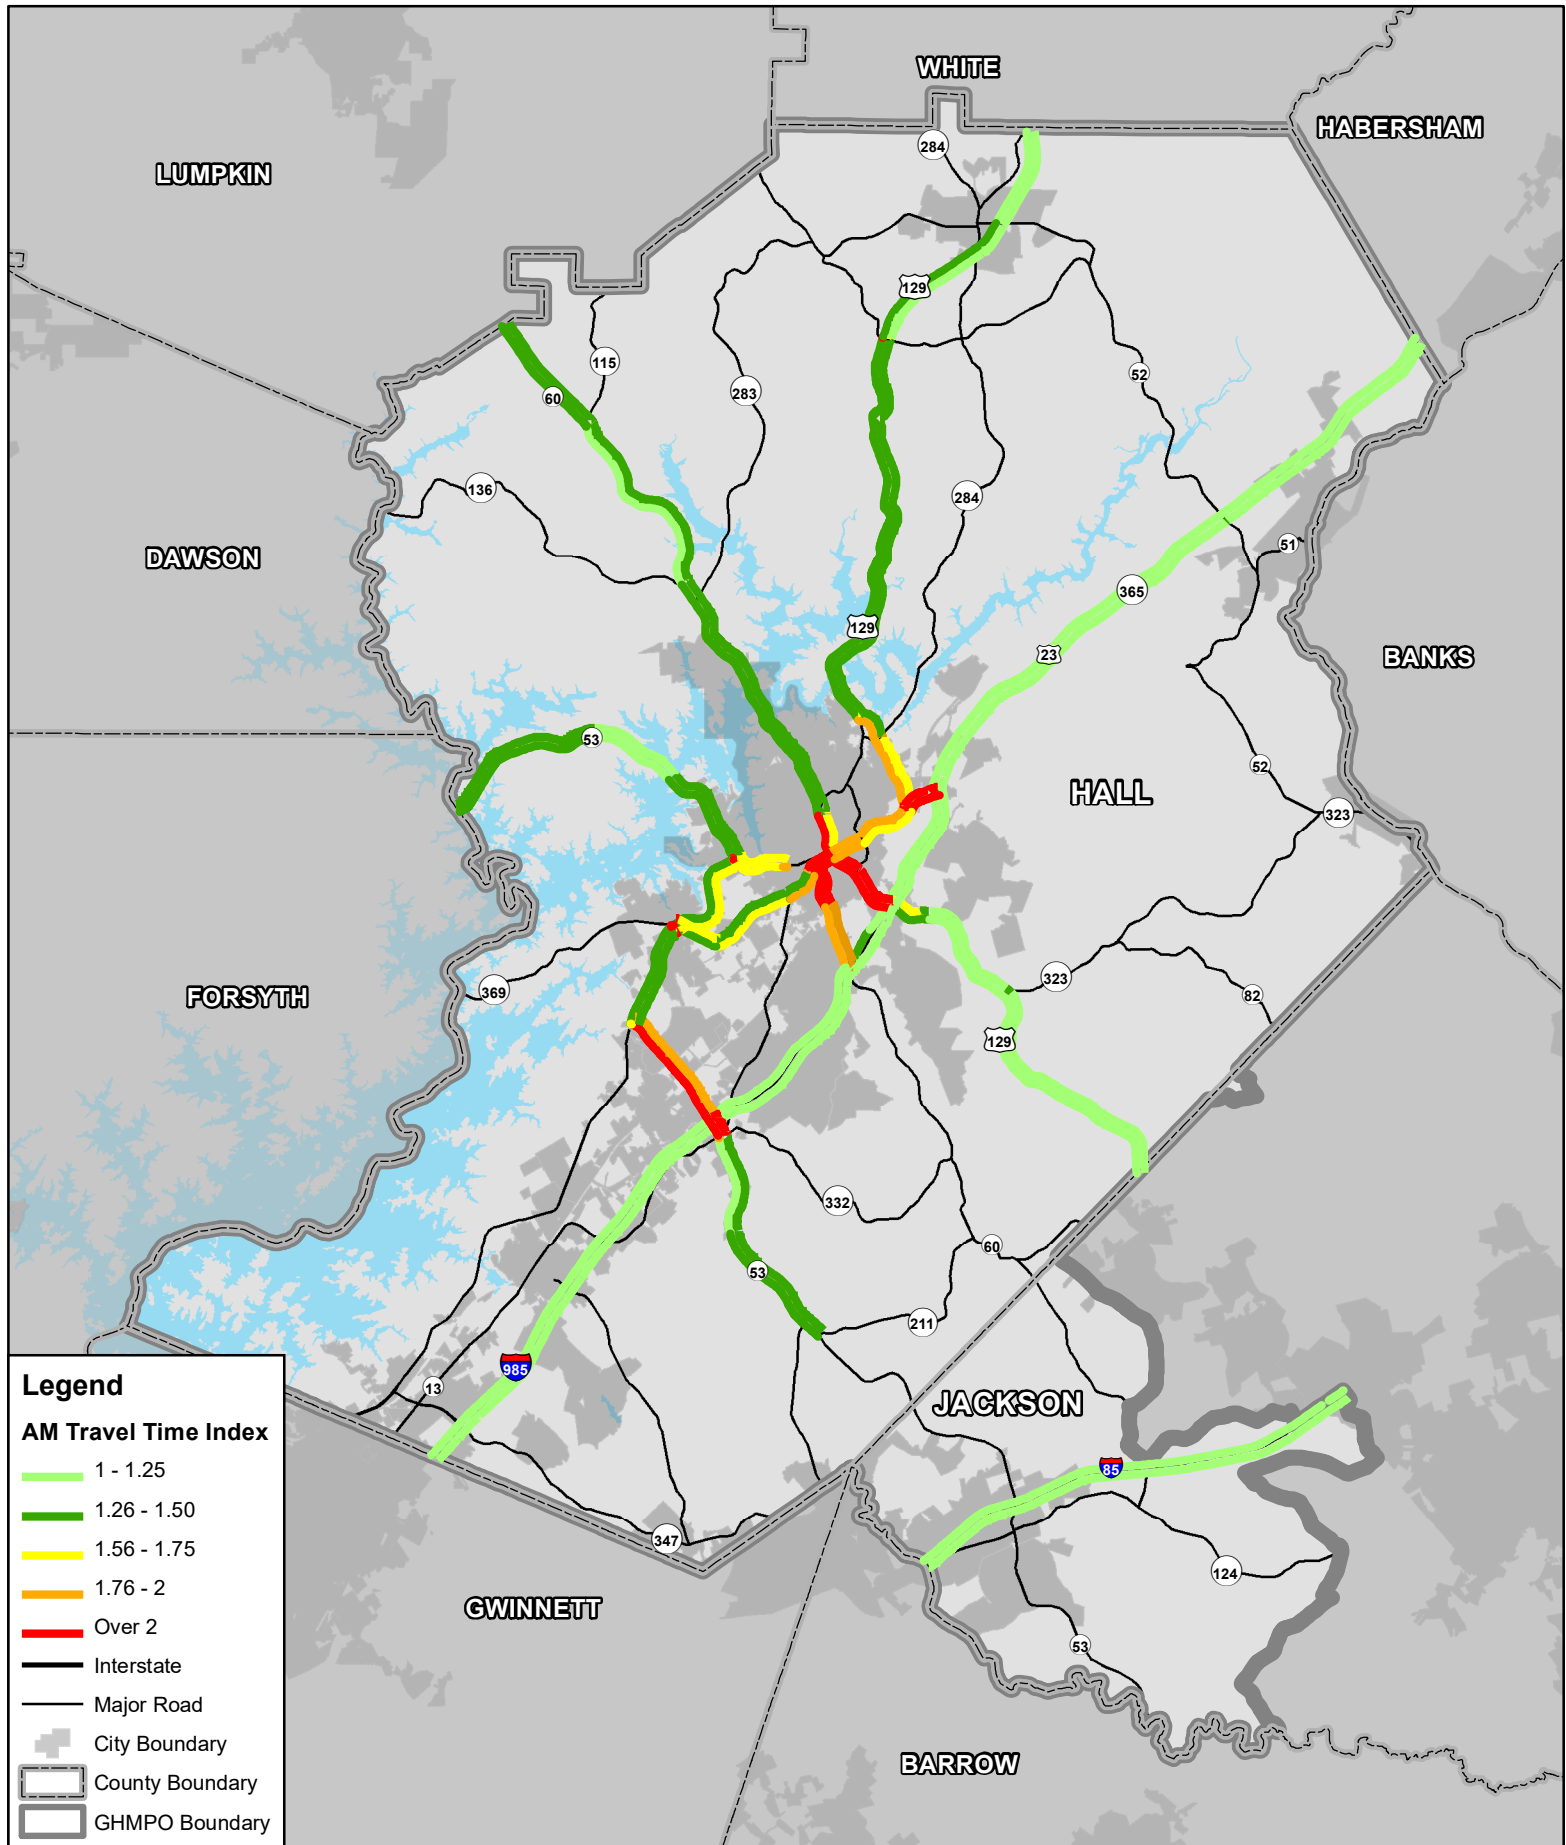 WHITE
HABERSHAM
284
LUMPKIN
129
115
60
283
52
136
284
51
DAWSON
365
129
23
BANKS
53
52
HALL
323
323
369
82
FORSYTH
129
332
60
53
211
985
13
JACKSON
85
347
124
GWINNETT
53
BARROW
Legend
AM Travel Time Index
1 - 1.25
1.26 - 1.50
1.56 - 1.75
1.76 - 2
Over 2
Interstate
Major Road
City Boundary
County Boundary
GHMPO Boundary